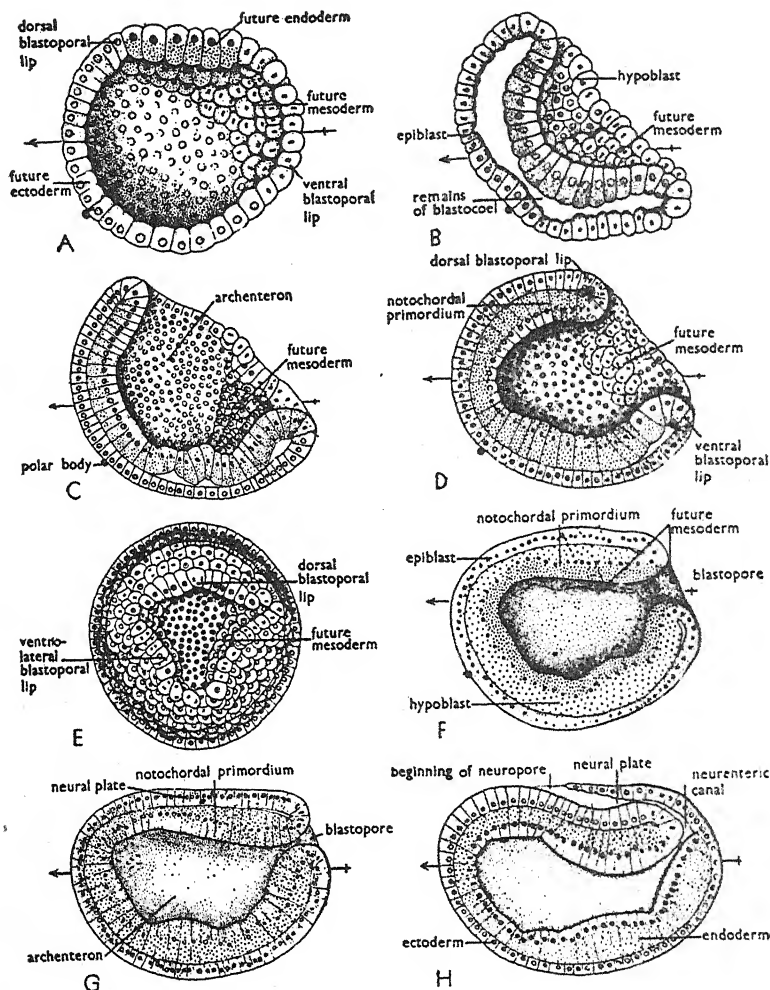 dorsal
blastoporal
lip
future endoderm
future
mesoderm
future
ectoderm
ventral
blastoporal
lip
A
hypoblast
future
mesoderm
epiblast
remains
of blastocoel
B
archenteron
future
mesoderm
polar body
C
dorsal blastoporal lip
notochordal
primordium
future
mesoderm
ventral
blastoporal
lip
D
dorsal
blastoporal
lip
future
mesoderm
ventrio-
lateral
blastoporal
lip
E
notochordal primordium
future
mesoderm
epiblast
blastopore
hypoblast
F
notochordal primordium
neural plate
blastopore
archenteron
G
beginning of neuropore
neural plate
neurenteric
canal
ectoderm
endoderm
H